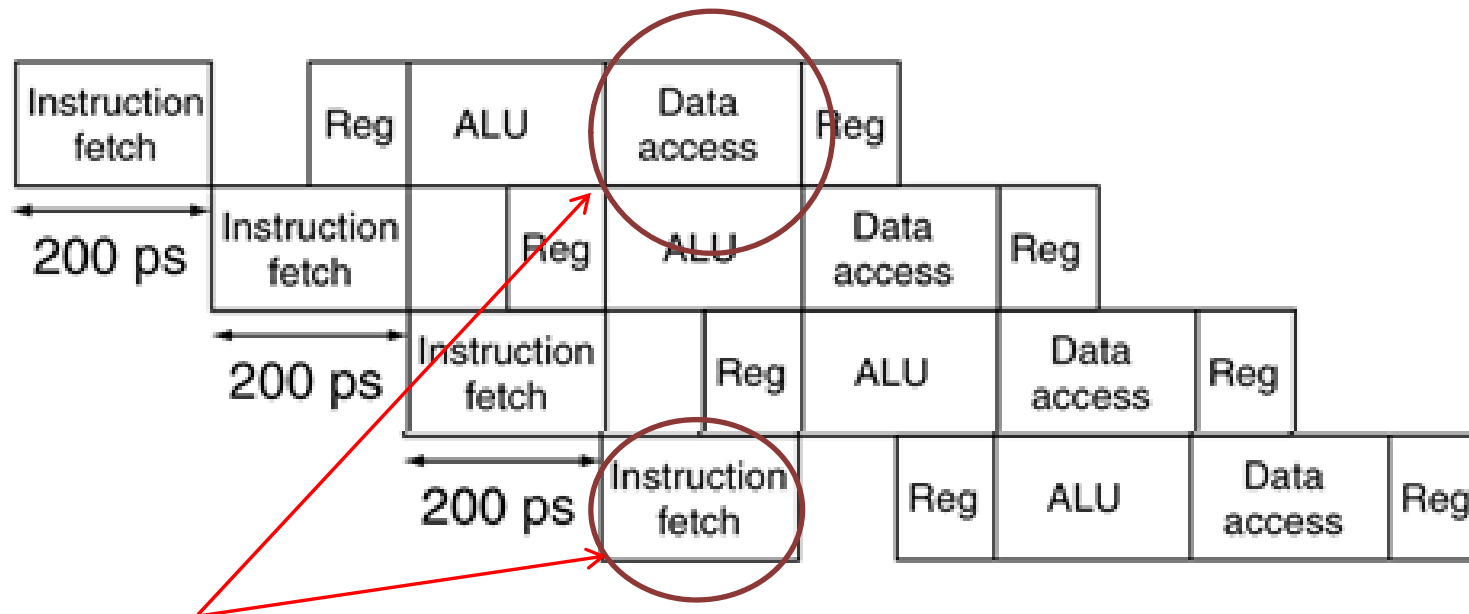 Instruction
fetch
Reg
ALU
Data
access
Reg
200 ps
Instruction
fetch
Reg
ALU
Data
access
Reg
200 ps
Instruction
fetch
Reg
ALU
Data
access
Reg
200 ps
Instruction
fetch
Reg
ALU
Data
access
Reg